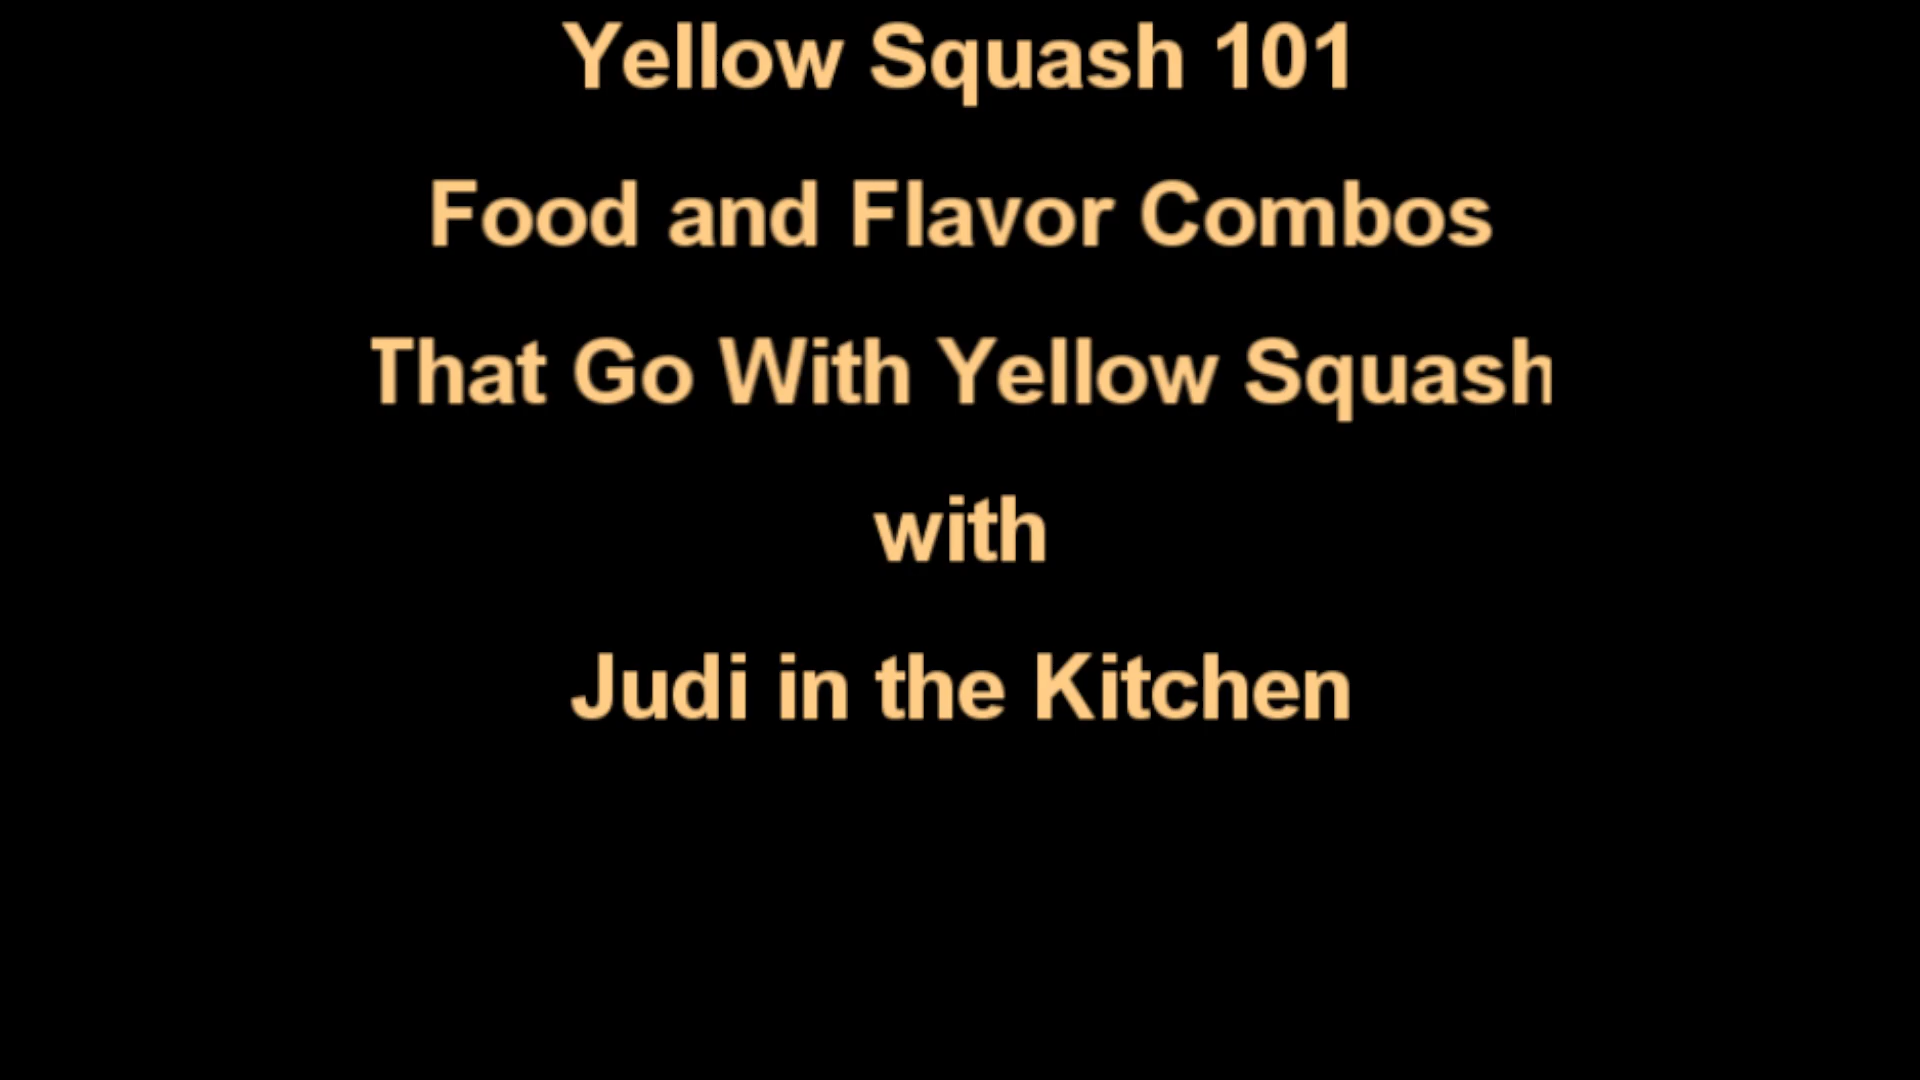 Yellow Squash 101
Food and Flavor Combos
That Go With Yellow Squash
with
Judi in the Kitchen